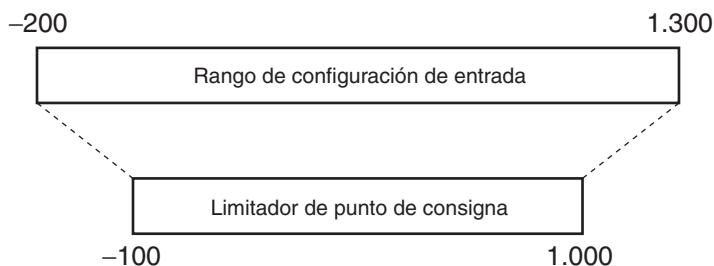 –200 1.300
Rango de configuración de entrada
Limitador de punto de consigna
–100 1.000